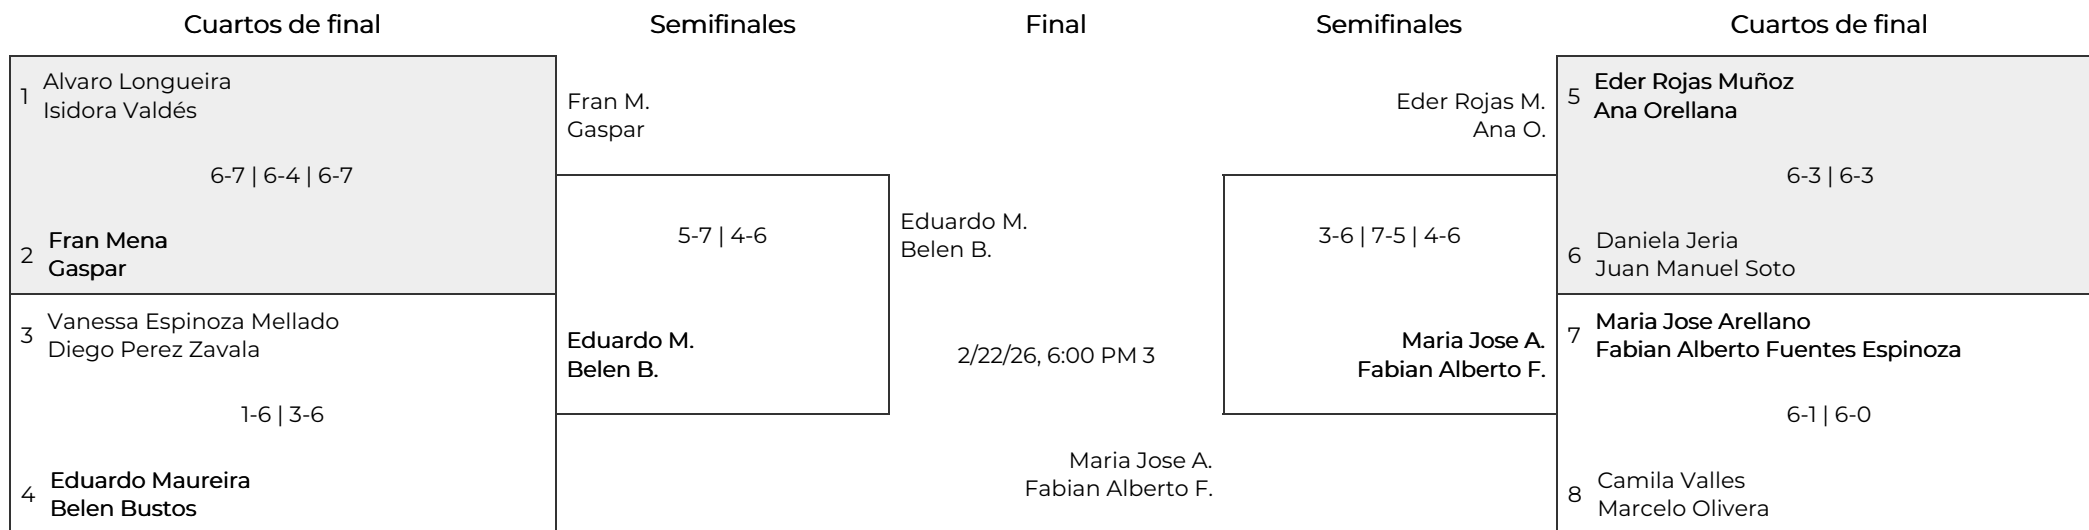 Cuartos de final
Semifinales
Final
Semifinales
Cuartos de final
1
Alvaro Longueira
Isidora Valdés
6-7 | 6-4 | 6-7
2
Fran Mena
Gaspar
3
Vanessa Espinoza Mellado
Diego Perez Zavala
1-6 | 3-6
4
Eduardo Maureira
Belen Bustos
Fran M.
Gaspar
5-7 | 4-6
Eduardo M.
Belen B.
Eduardo M.
Belen B.
2/22/26, 6:00 PM 3
Maria Jose A.
Fabian Alberto F.
Eder Rojas M.
Ana O.
3-6 | 7-5 | 4-6
Maria Jose A.
Fabian Alberto F.
5
Eder Rojas Muñoz
Ana Orellana
6-3 | 6-3
6
Daniela Jeria
Juan Manuel Soto
7
Maria Jose Arellano
Fabian Alberto Fuentes Espinoza
6-1 | 6-0
8
Camila Valles
Marcelo Olivera